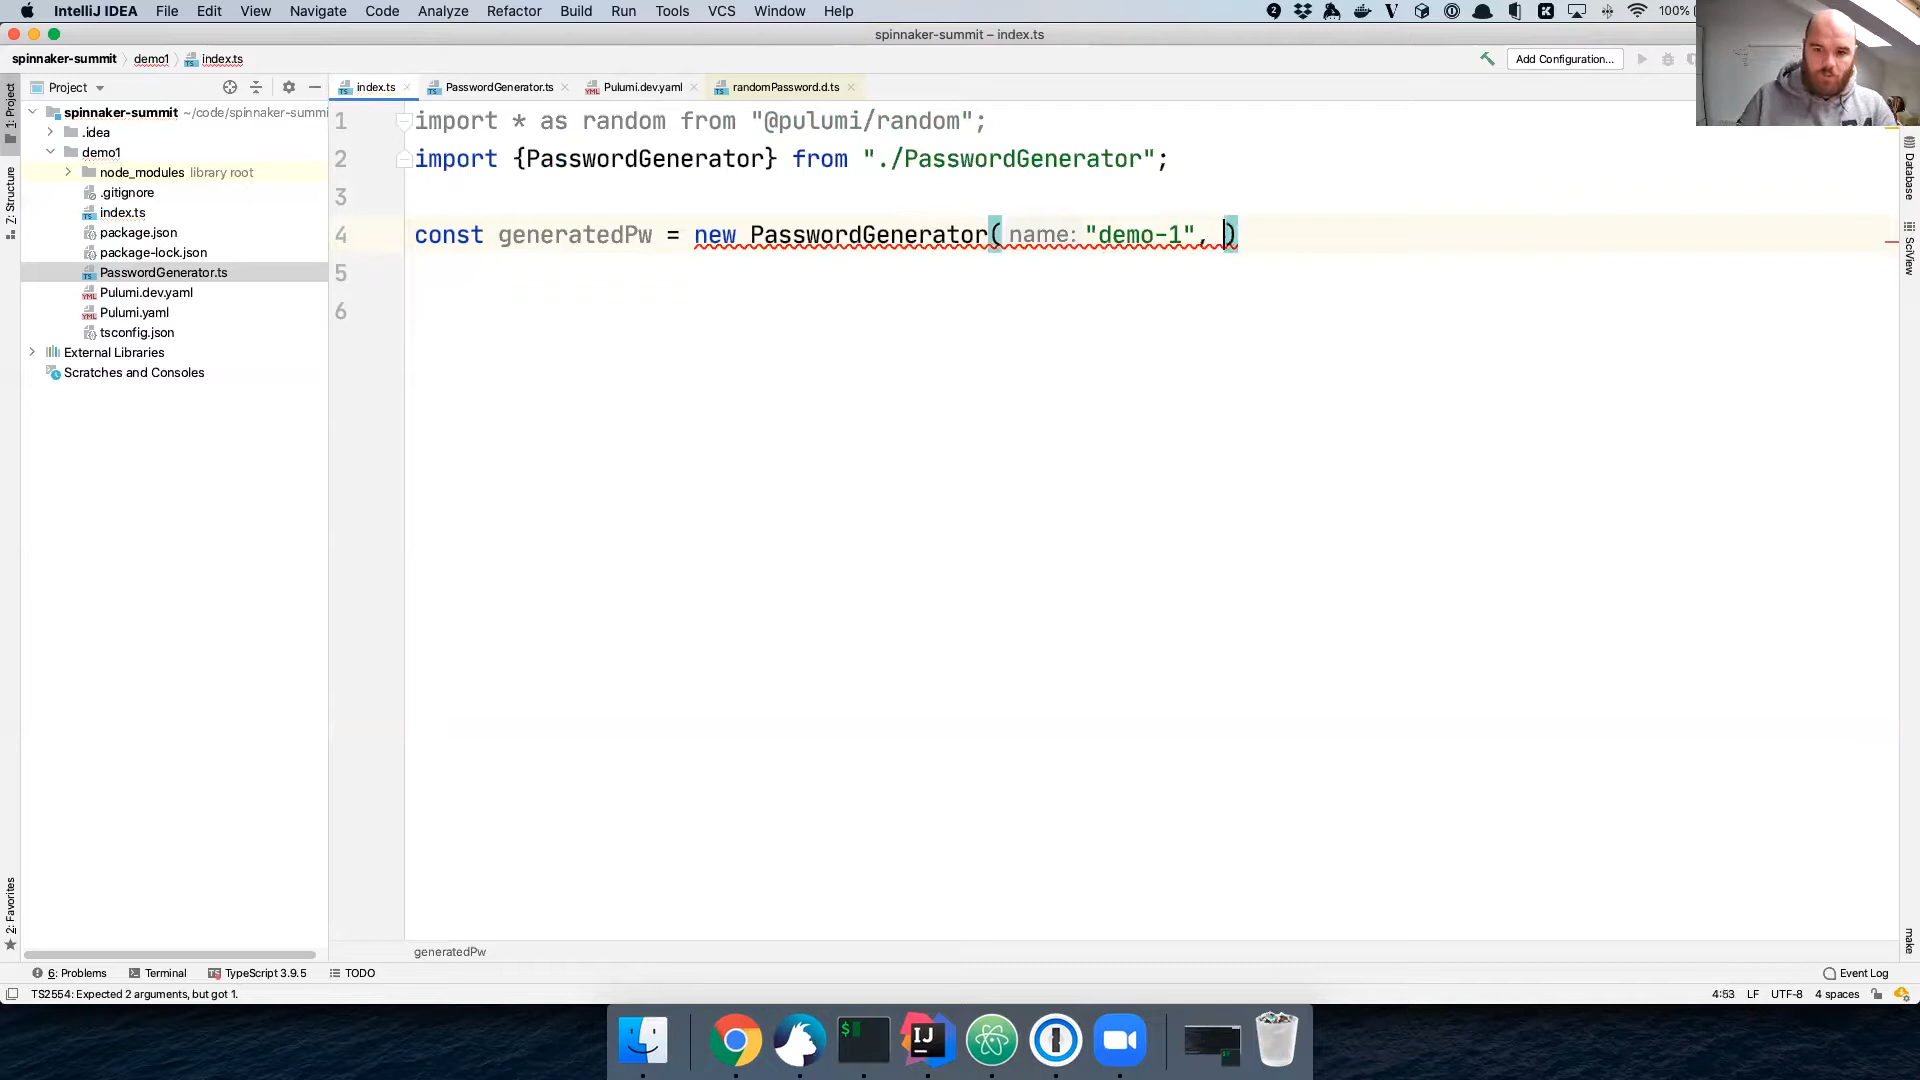 IntelliJ IDEA File Edit View Navigate Code Analyze Refactor Build Run Tools VCS Window Help 100%
spinnaker-summit – index.ts
spinnaker-summit demo1 index.ts Add Configuration...
Project index.ts PasswordGenerator.ts Pulumi.dev.yaml randomPassword.d.ts
spinnaker-summit ~/code/spinnaker-summi
.idea
demo1
node_modules library root
.gitignore
index.ts
package.json
package-lock.json
PasswordGenerator.ts
Pulumi.dev.yaml
Pulumi.yaml
tsconfig.json
External Libraries
Scratches and Consoles
1: Project
7: Structure
2: Favorites
1 import * as random from "@pulumi/random";
2 import {PasswordGenerator} from "./PasswordGenerator";
3
4 const generatedPw = new PasswordGenerator( name: "demo-1", )
5
6
Database
SciView
make
generatedPw
6: Problems Terminal TypeScript 3.9.5 TODO Event Log
TS2554: Expected 2 arguments, but got 1. 4:53 LF UTF-8 4 spaces